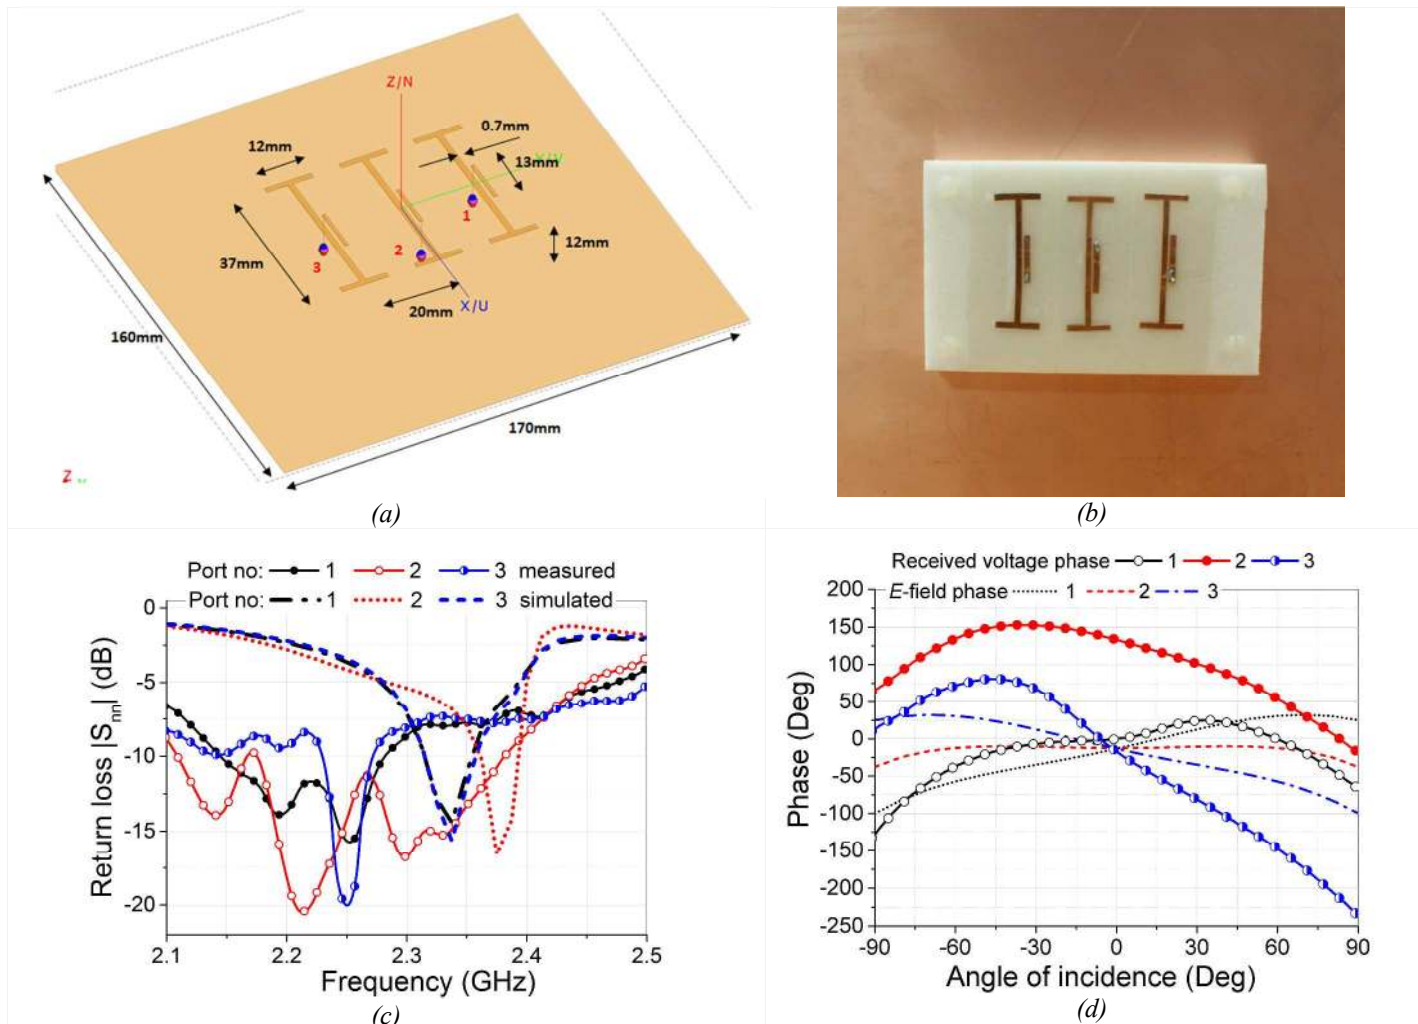 Z/N
0.7mm
12mm
13mm
1
2
3
12mm
37mm
20mm
X/U
160mm
170mm
Z
(a)
(b)
Port no: 1 2 3 measured
Port no: 1 2 3 simulated
0
-5
-10
-15
-20
Return loss |Snn| (dB)
2.1 2.2 2.3 2.4 2.5
Frequency (GHz)
(c)
Received voltage phase 1 2 3
E-field phase 1 2 3
200
150
100
50
0
-50
-100
-150
-200
-250
Phase (Deg)
-90 -60 -30 0 30 60 90
Angle of incidence (Deg)
(d)